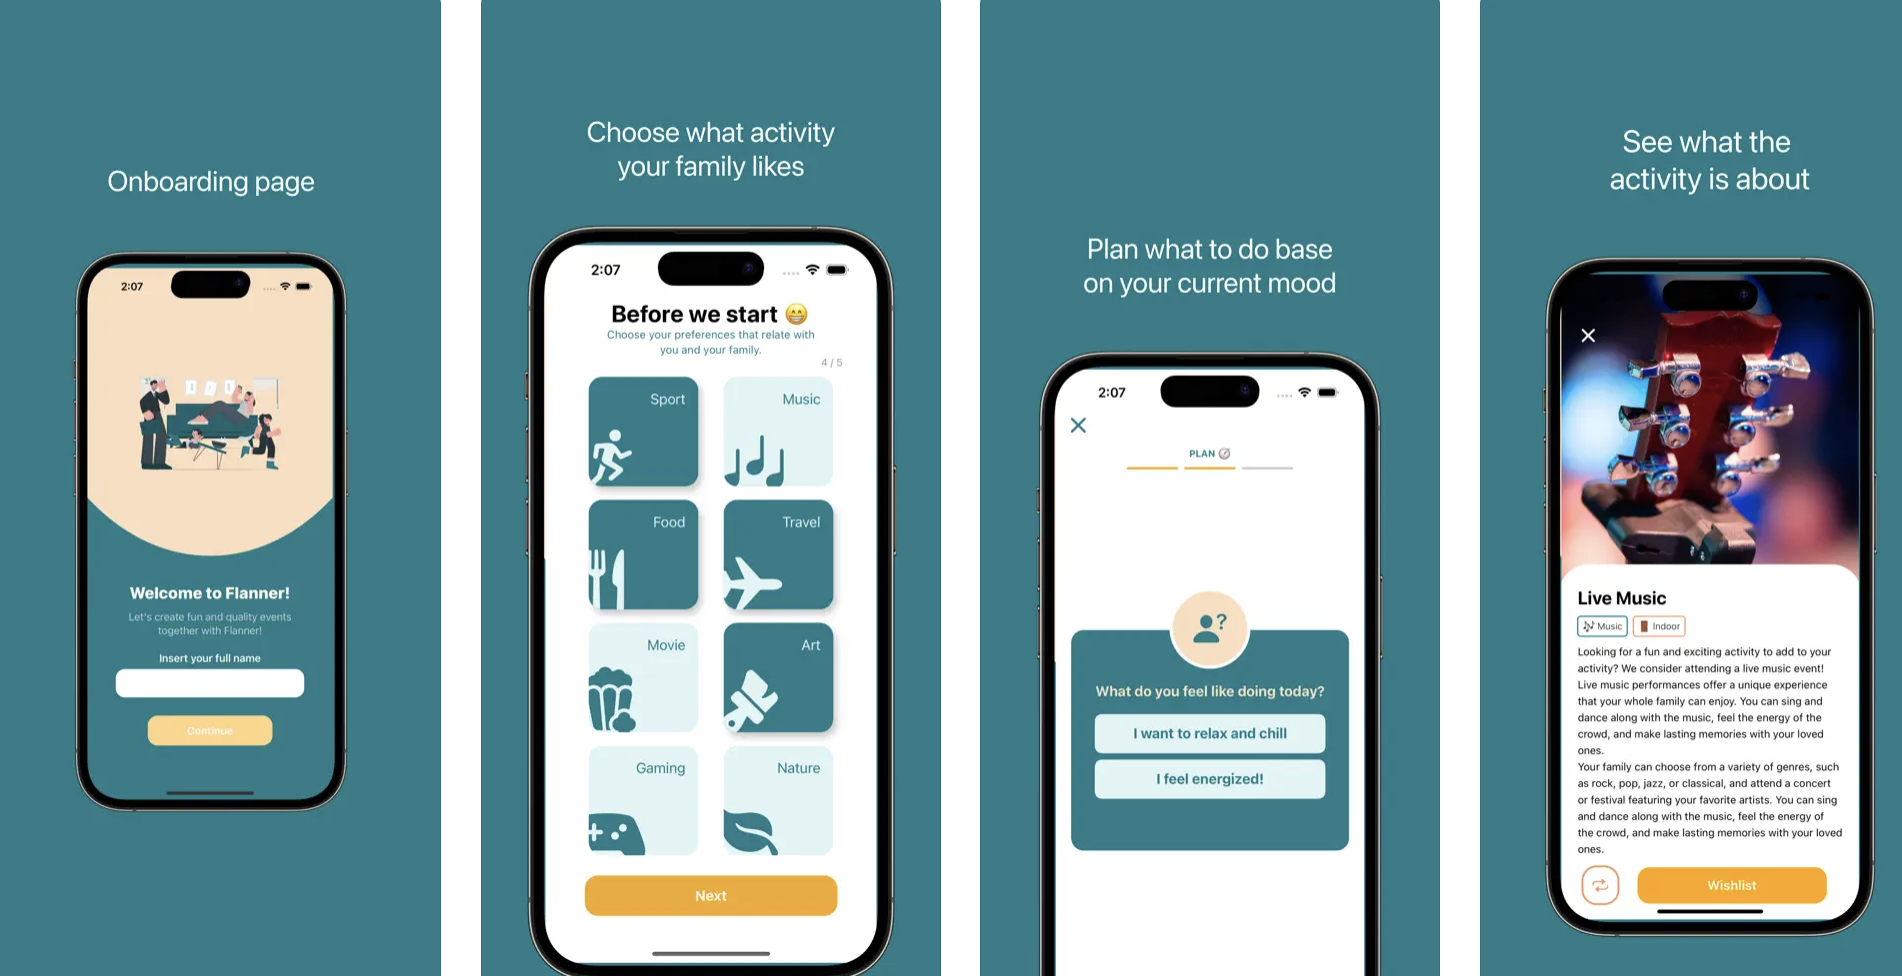 Onboarding page
2:07
Welcome to Flanner!
Let's create fun and quality events
together with Flanner!
Insert your full name
Continue
Choose what activity
your family likes
2:07
Before we start 😁
Choose your preferences that relate with
you and your family.
4 / 5
Sport
Music
Food
Travel
Movie
Art
Gaming
Nature
Next
Plan what to do base
on your current mood
2:07
PLAN
?
What do you feel like doing today?
I want to relax and chill
I feel energized!
See what the
activity is about
Live Music
Music
Indoor
Looking for a fun and exciting activity to add to your
activity? We consider attending a live music event!
Live music performances offer a unique experience
that your whole family can enjoy. You can sing and
dance along with the music, feel the energy of the
crowd, and make lasting memories with your loved
ones.
Your family can choose from a variety of genres, such
as rock, pop, jazz, or classical, and attend a concert
or festival featuring your favorite artists. You can sing
and dance along with the music, feel the energy of
the crowd, and make lasting memories with your loved
ones.
Wishlist